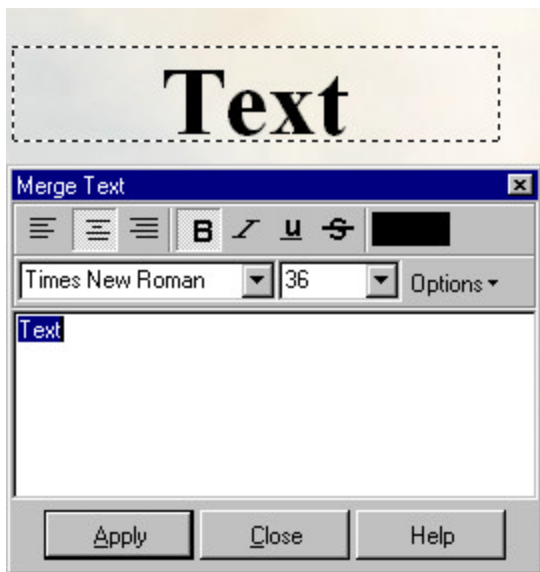 Text
Merge Text
B I u S
Times New Roman 36 Options
Text
Apply Close Help